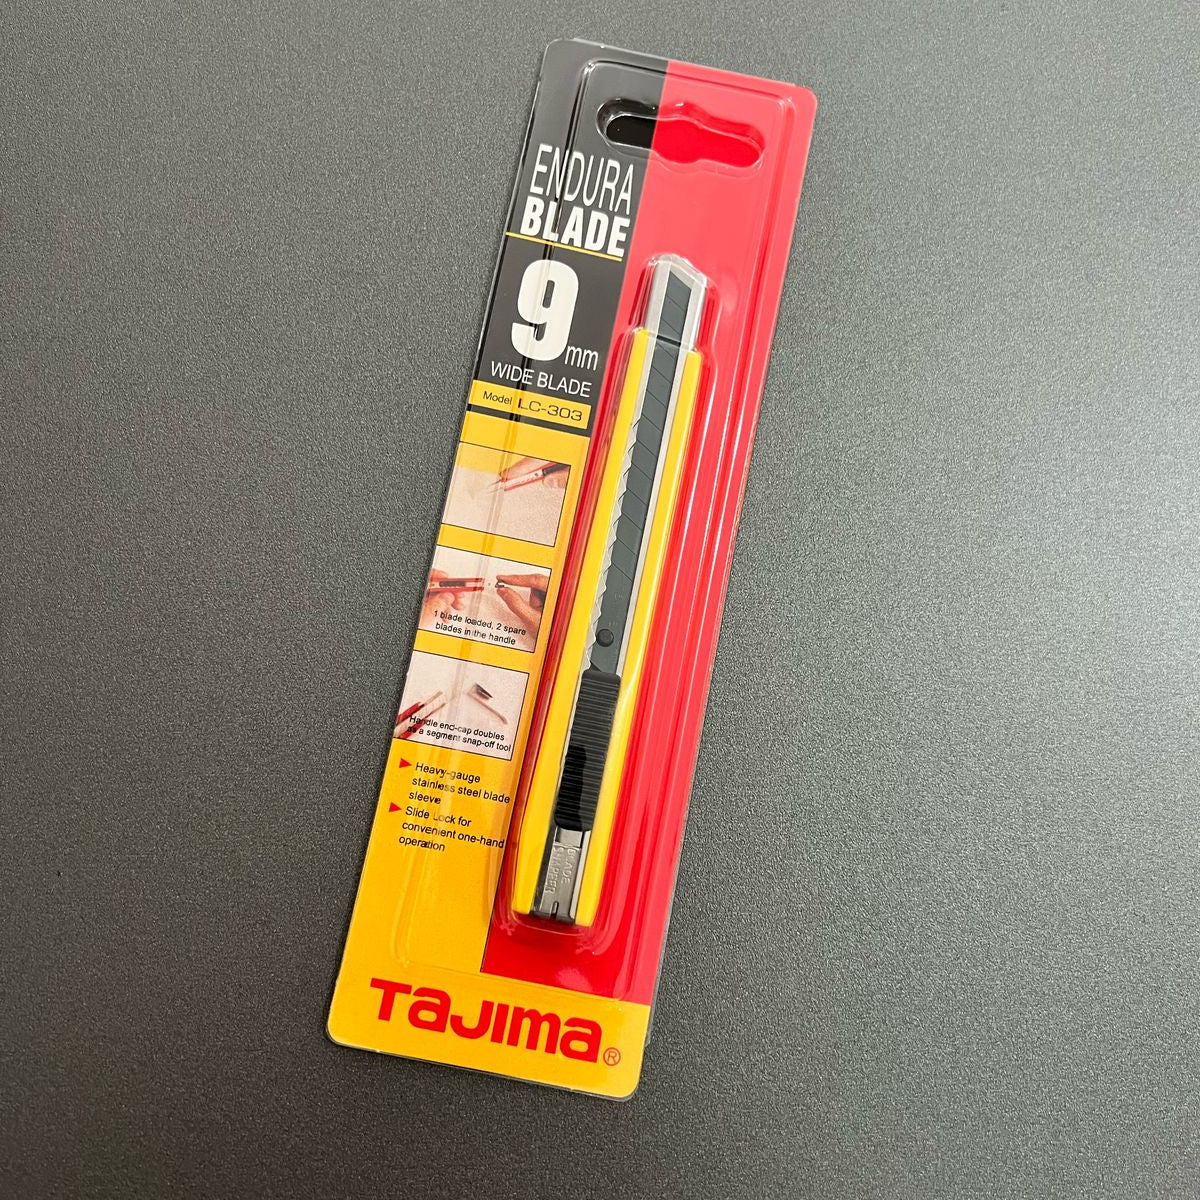 ENDURA
BLADE
9mm
WIDE BLADE
Model LC-303
1 blade loaded, 2 spare
blades in the handle
Handle end-cap doubles
as a segment snap-off tool
Heavy-gauge
stainless steel blade
sleeve
Slide Lock for
convenient one-hand
operation
BLADE
SNAPPER
TaJima®